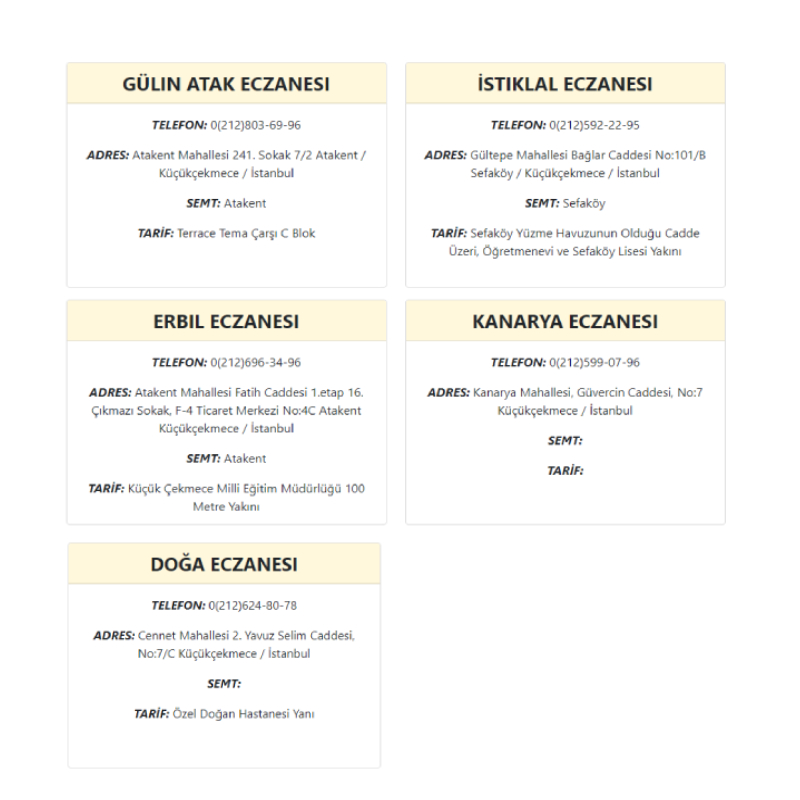 GÜLIN ATAK ECZANESI
TELEFON: 0(212)803-69-96
ADRES: Atakent Mahallesi 241. Sokak 7/2 Atakent /
Küçükçekmece / İstanbul
SEMT: Atakent
TARİF: Terrace Tema Çarşı C Blok
İSTIKLAL ECZANESI
TELEFON: 0(212)592-22-95
ADRES: Gültepe Mahallesi Bağlar Caddesi No:101/B
Sefaköy / Küçükçekmece / İstanbul
SEMT: Sefaköy
TARİF: Sefaköy Yüzme Havuzunun Olduğu Cadde
Üzeri, Öğretmenevi ve Sefaköy Lisesi Yakını
ERBIL ECZANESI
TELEFON: 0(212)696-34-96
ADRES: Atakent Mahallesi Fatih Caddesi 1.etap 16.
Çıkmazı Sokak, F-4 Ticaret Merkezi No:4C Atakent
Küçükçekmece / İstanbul
SEMT: Atakent
TARİF: Küçük Çekmece Milli Eğitim Müdürlüğü 100
Metre Yakını
KANARYA ECZANESI
TELEFON: 0(212)599-07-96
ADRES: Kanarya Mahallesi, Güvercin Caddesi, No:7
Küçükçekmece / İstanbul
SEMT:
TARİF:
DOĞA ECZANESI
TELEFON: 0(212)624-80-78
ADRES: Cennet Mahallesi 2. Yavuz Selim Caddesi,
No:7/C Küçükçekmece / İstanbul
SEMT:
TARİF: Özel Doğan Hastanesi Yanı